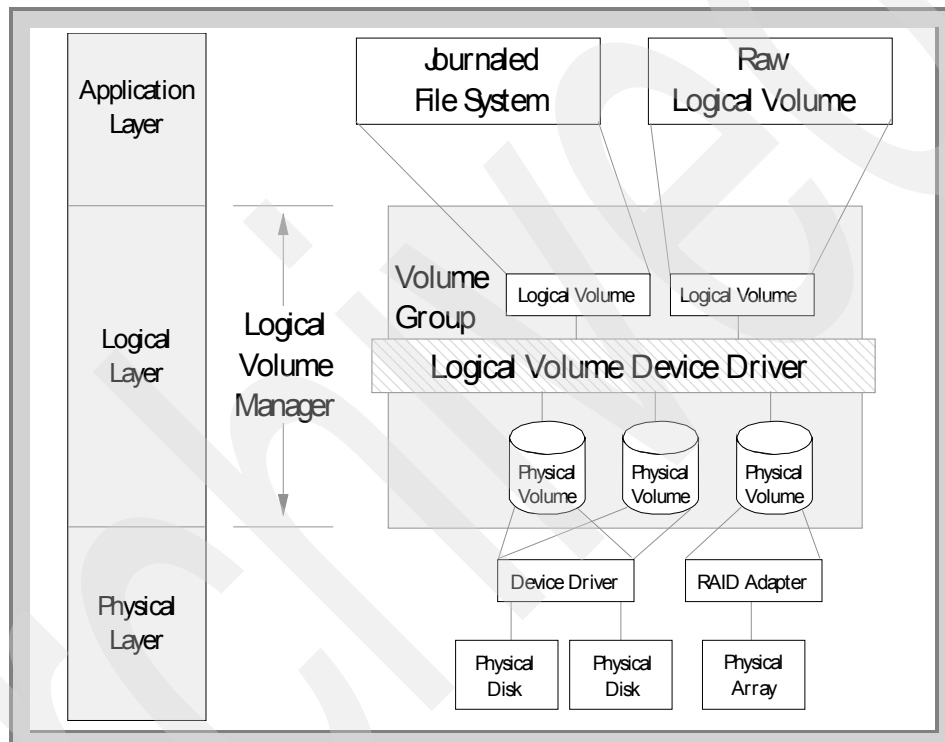 Application
Layer
Journaled
File System
Raw
Logical Volume
Logical
Layer
Logical
Volume
Manager
Volume
Group
Logical Volume
Logical Volume
Logical Volume Device Driver
Physical
Volume
Physical
Volume
Physical
Volume
Physical
Layer
Device Driver
RAID Adapter
Physical
Disk
Physical
Disk
Physical
Array